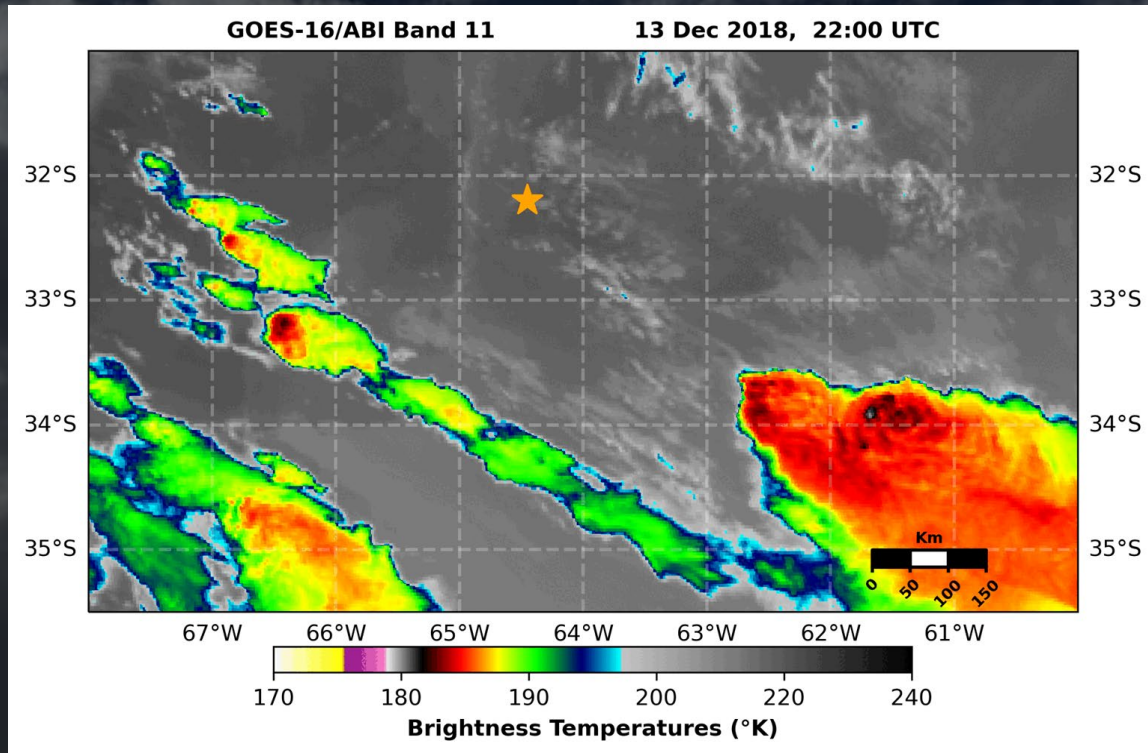 GOES-16/ABI Band 11 13 Dec 2018, 22:00 UTC
32°S 32°S
33°S 33°S
34°S 34°S
35°S 35°S
Km
0 50 100 150
67°W 66°W 65°W 64°W 63°W 62°W 61°W
170 180 190 200 220 240
Brightness Temperatures (°K)